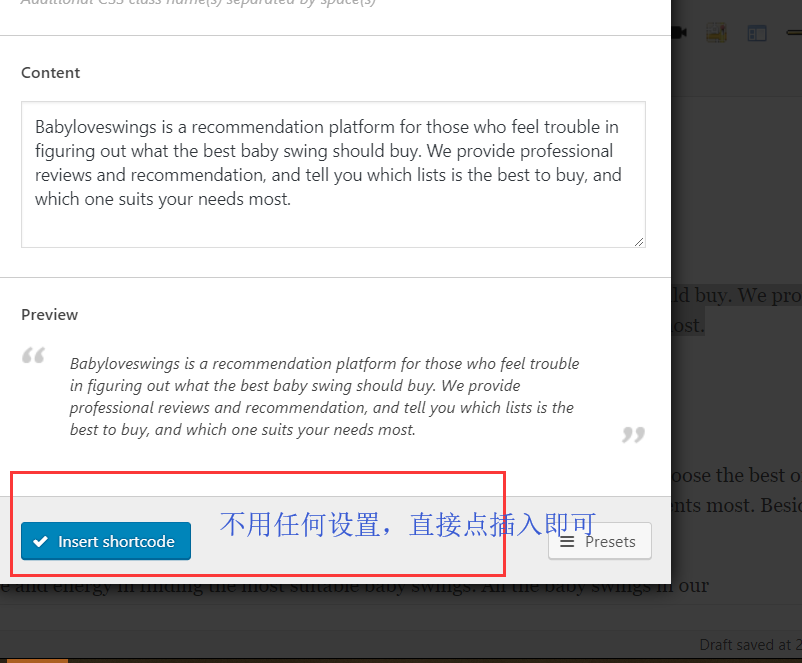 Additional CSS class name(s) separated by space(s)
Content
Babyloveswings is a recommendation platform for those who feel trouble in
figuring out what the best baby swing should buy. We provide professional
reviews and recommendation, and tell you which lists is the best to buy, and
which one suits your needs most.
ld buy. We pro
ost.
Preview
“
Babyloveswings is a recommendation platform for those who feel trouble
in figuring out what the best baby swing should buy. We provide
professional reviews and recommendation, and tell you which lists is the
best to buy, and which one suits your needs most.
”
oose the best o
nts most. Besid
不用任何设置，直接点插入即可
Insert shortcode
Presets
e and energy in finding the most suitable baby swings. All the baby swings in our
Draft saved at 2